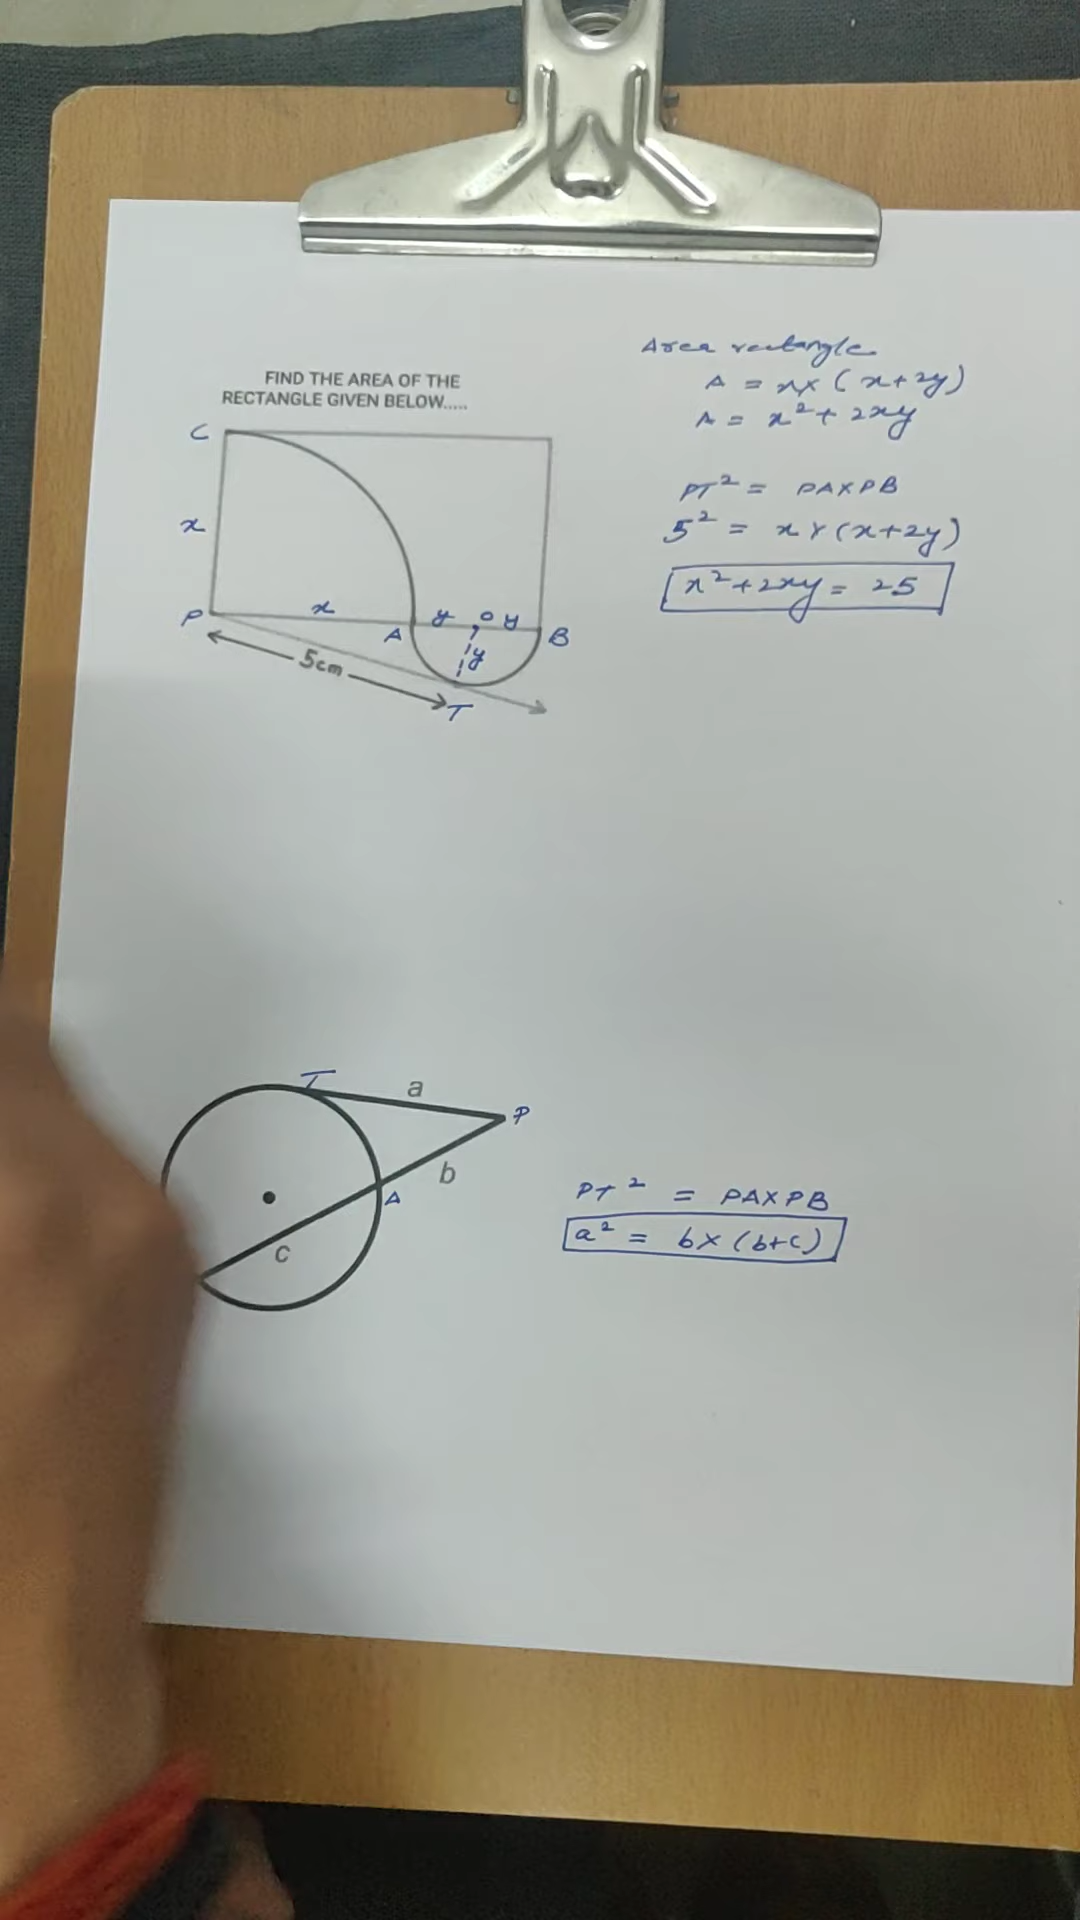 FIND THE AREA OF THE
RECTANGLE GIVEN BELOW.....
C
x
P
x
A
y
O
y
B
y
5cm
T
Area rectangle
A = x × (x+2y)
A = x² + 2xy
PT² = PA×PB
5² = x × (x+2y)
x² + 2xy = 25
T
a
P
b
A
c
PT² = PA×PB
a² = b×(b+c)